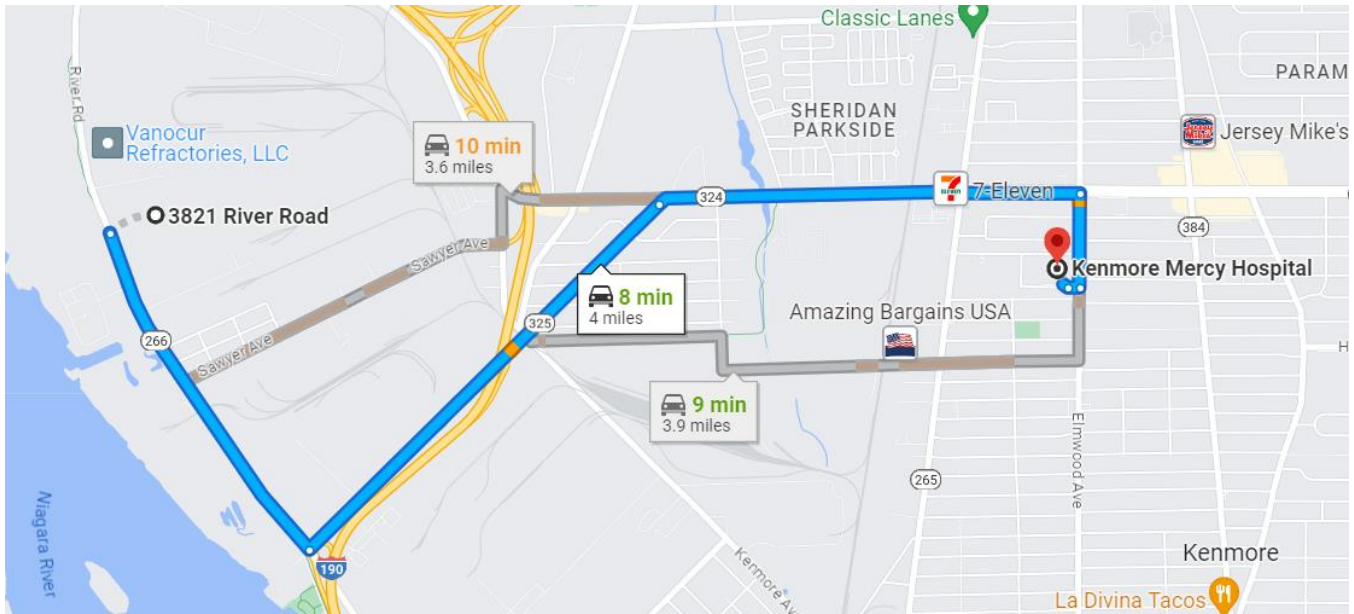 Classic Lanes
River Rd
PARAM
SHERIDAN
PARKSIDE
Vanocur
Refractories, LLC
10 min
3.6 miles
Jersey Mike's
3821 River Road
324
7-Eleven
ELEVEN
384
Sawyer Ave
Kenmore Mercy Hospital
8 min
4 miles
Amazing Bargains USA
325
266
Sawyer Ave
H
9 min
3.9 miles
Elmwood Ave
265
Niagara River
190
Kenmore Av
Kenmore
La Divina Tacos